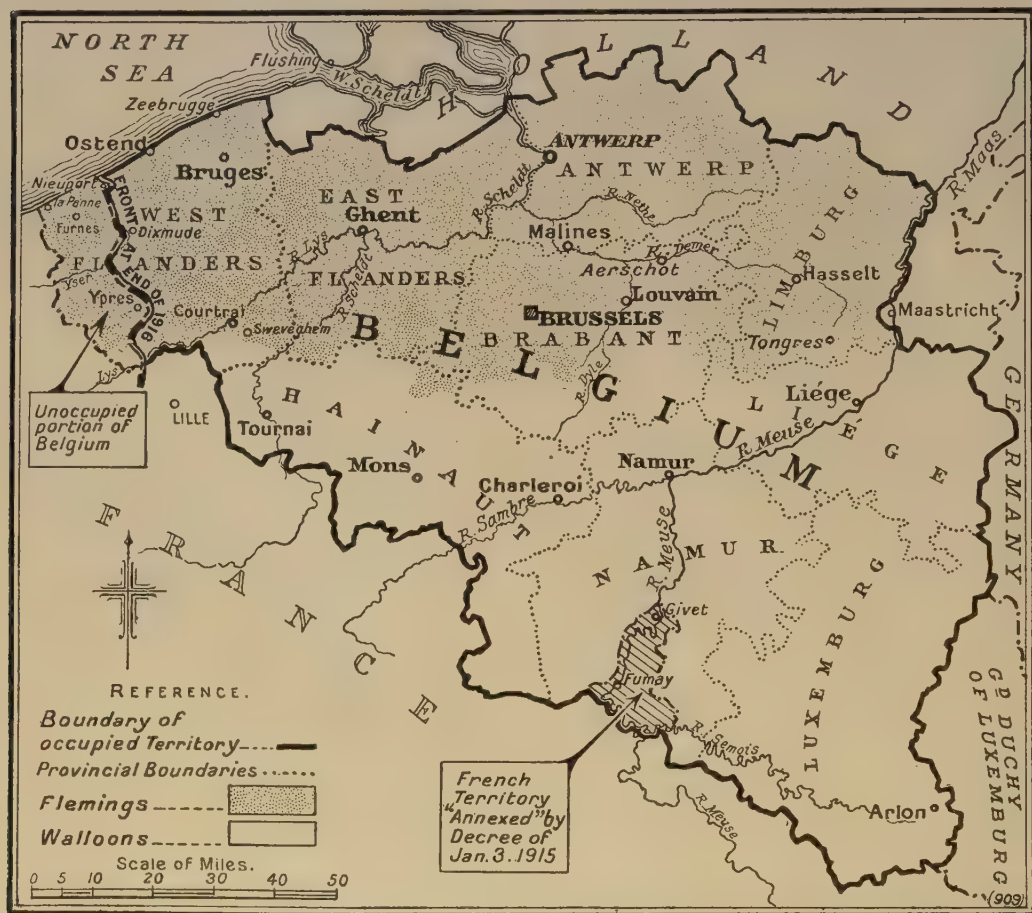 NORTH
SEA
HOLLAND
Flushing
W. Scheldt
Zeebrugge
Ostend
Bruges
ANTWERP
ANTWERP
R. Maas
Nieuport
la Panne
Furnes
FRONT AT END OF 1916
WEST
FLANDERS
Dixmude
EAST
FLANDERS
Ghent
R. Scheldt
R. Nethe
Malines
R. Demer
Aerschot
LIMBURG
Hasselt
Yser
Ypres
R. Lys
R. Scheldt
Courtrai
Sweveghem
Louvain
BRUSSELS
BRABANT
Maastricht
Tongres
BELGIUM
R. Dyle
Lys
Unoccupied
portion of
Belgium
LILLE
HAINAUT
Tournai
Mons
Charleroi
R. Sambre
Namur
R. Meuse
LIÉGE
Liége
GERMANY
FRANCE
NAMUR
R. Meuse
Givet
Fumay
LUXEMBURG
R. Semois
Arlon
GD. DUCHY
OF LUXEMBURG
R. Meuse
French
Territory
"Annexed" by
Decree of
Jan. 3. 1915
REFERENCE.
Boundary of
occupied Territory
Provincial Boundaries
Flemings
Walloons
Scale of Miles.
0 5 10 20 30 40 50
(909)